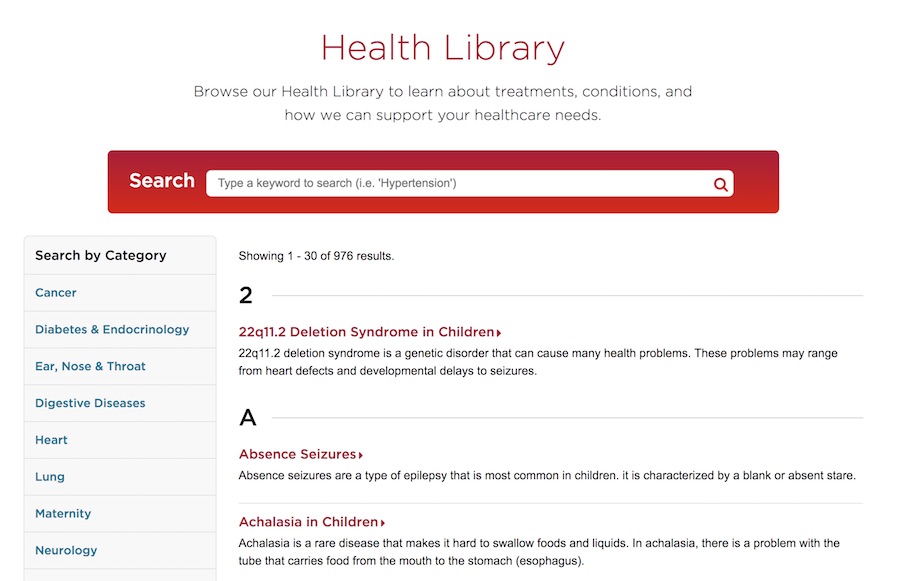 Health Library
Browse our Health Library to learn about treatments, conditions, and
how we can support your healthcare needs.
Search
Type a keyword to search (i.e. 'Hypertension')
Search by Category
Cancer
Diabetes & Endocrinology
Ear, Nose & Throat
Digestive Diseases
Heart
Lung
Maternity
Neurology
Showing 1 - 30 of 976 results.
2
22q11.2 Deletion Syndrome in Children
22q11.2 deletion syndrome is a genetic disorder that can cause many health problems. These problems may range
from heart defects and developmental delays to seizures.
A
Absence Seizures
Absence seizures are a type of epilepsy that is most common in children. it is characterized by a blank or absent stare.
Achalasia in Children
Achalasia is a rare disease that makes it hard to swallow foods and liquids. In achalasia, there is a problem with the
tube that carries food from the mouth to the stomach (esophagus).